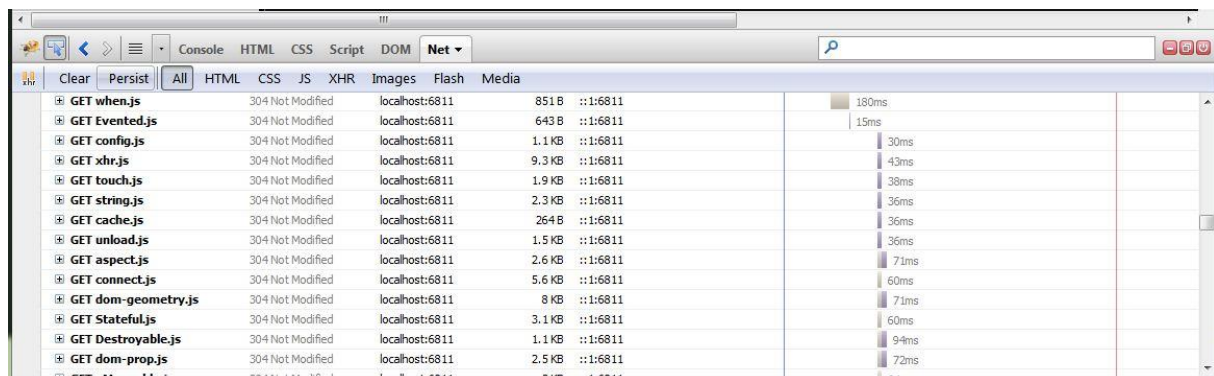 Console HTML CSS Script DOM Net
Clear Persist All HTML CSS JS XHR Images Flash Media
GET when.js 304 Not Modified localhost:6811 851 B ::1:6811 180ms
GET Evented.js 304 Not Modified localhost:6811 643 B ::1:6811 15ms
GET config.js 304 Not Modified localhost:6811 1.1 KB ::1:6811 30ms
GET xhr.js 304 Not Modified localhost:6811 9.3 KB ::1:6811 43ms
GET touch.js 304 Not Modified localhost:6811 1.9 KB ::1:6811 38ms
GET string.js 304 Not Modified localhost:6811 2.3 KB ::1:6811 36ms
GET cache.js 304 Not Modified localhost:6811 264 B ::1:6811 36ms
GET unload.js 304 Not Modified localhost:6811 1.5 KB ::1:6811 36ms
GET aspect.js 304 Not Modified localhost:6811 2.6 KB ::1:6811 71ms
GET connect.js 304 Not Modified localhost:6811 5.6 KB ::1:6811 60ms
GET dom-geometry.js 304 Not Modified localhost:6811 8 KB ::1:6811 71ms
GET Stateful.js 304 Not Modified localhost:6811 3.1 KB ::1:6811 60ms
GET Destroyable.js 304 Not Modified localhost:6811 1.1 KB ::1:6811 94ms
GET dom-prop.js 304 Not Modified localhost:6811 2.5 KB ::1:6811 72ms